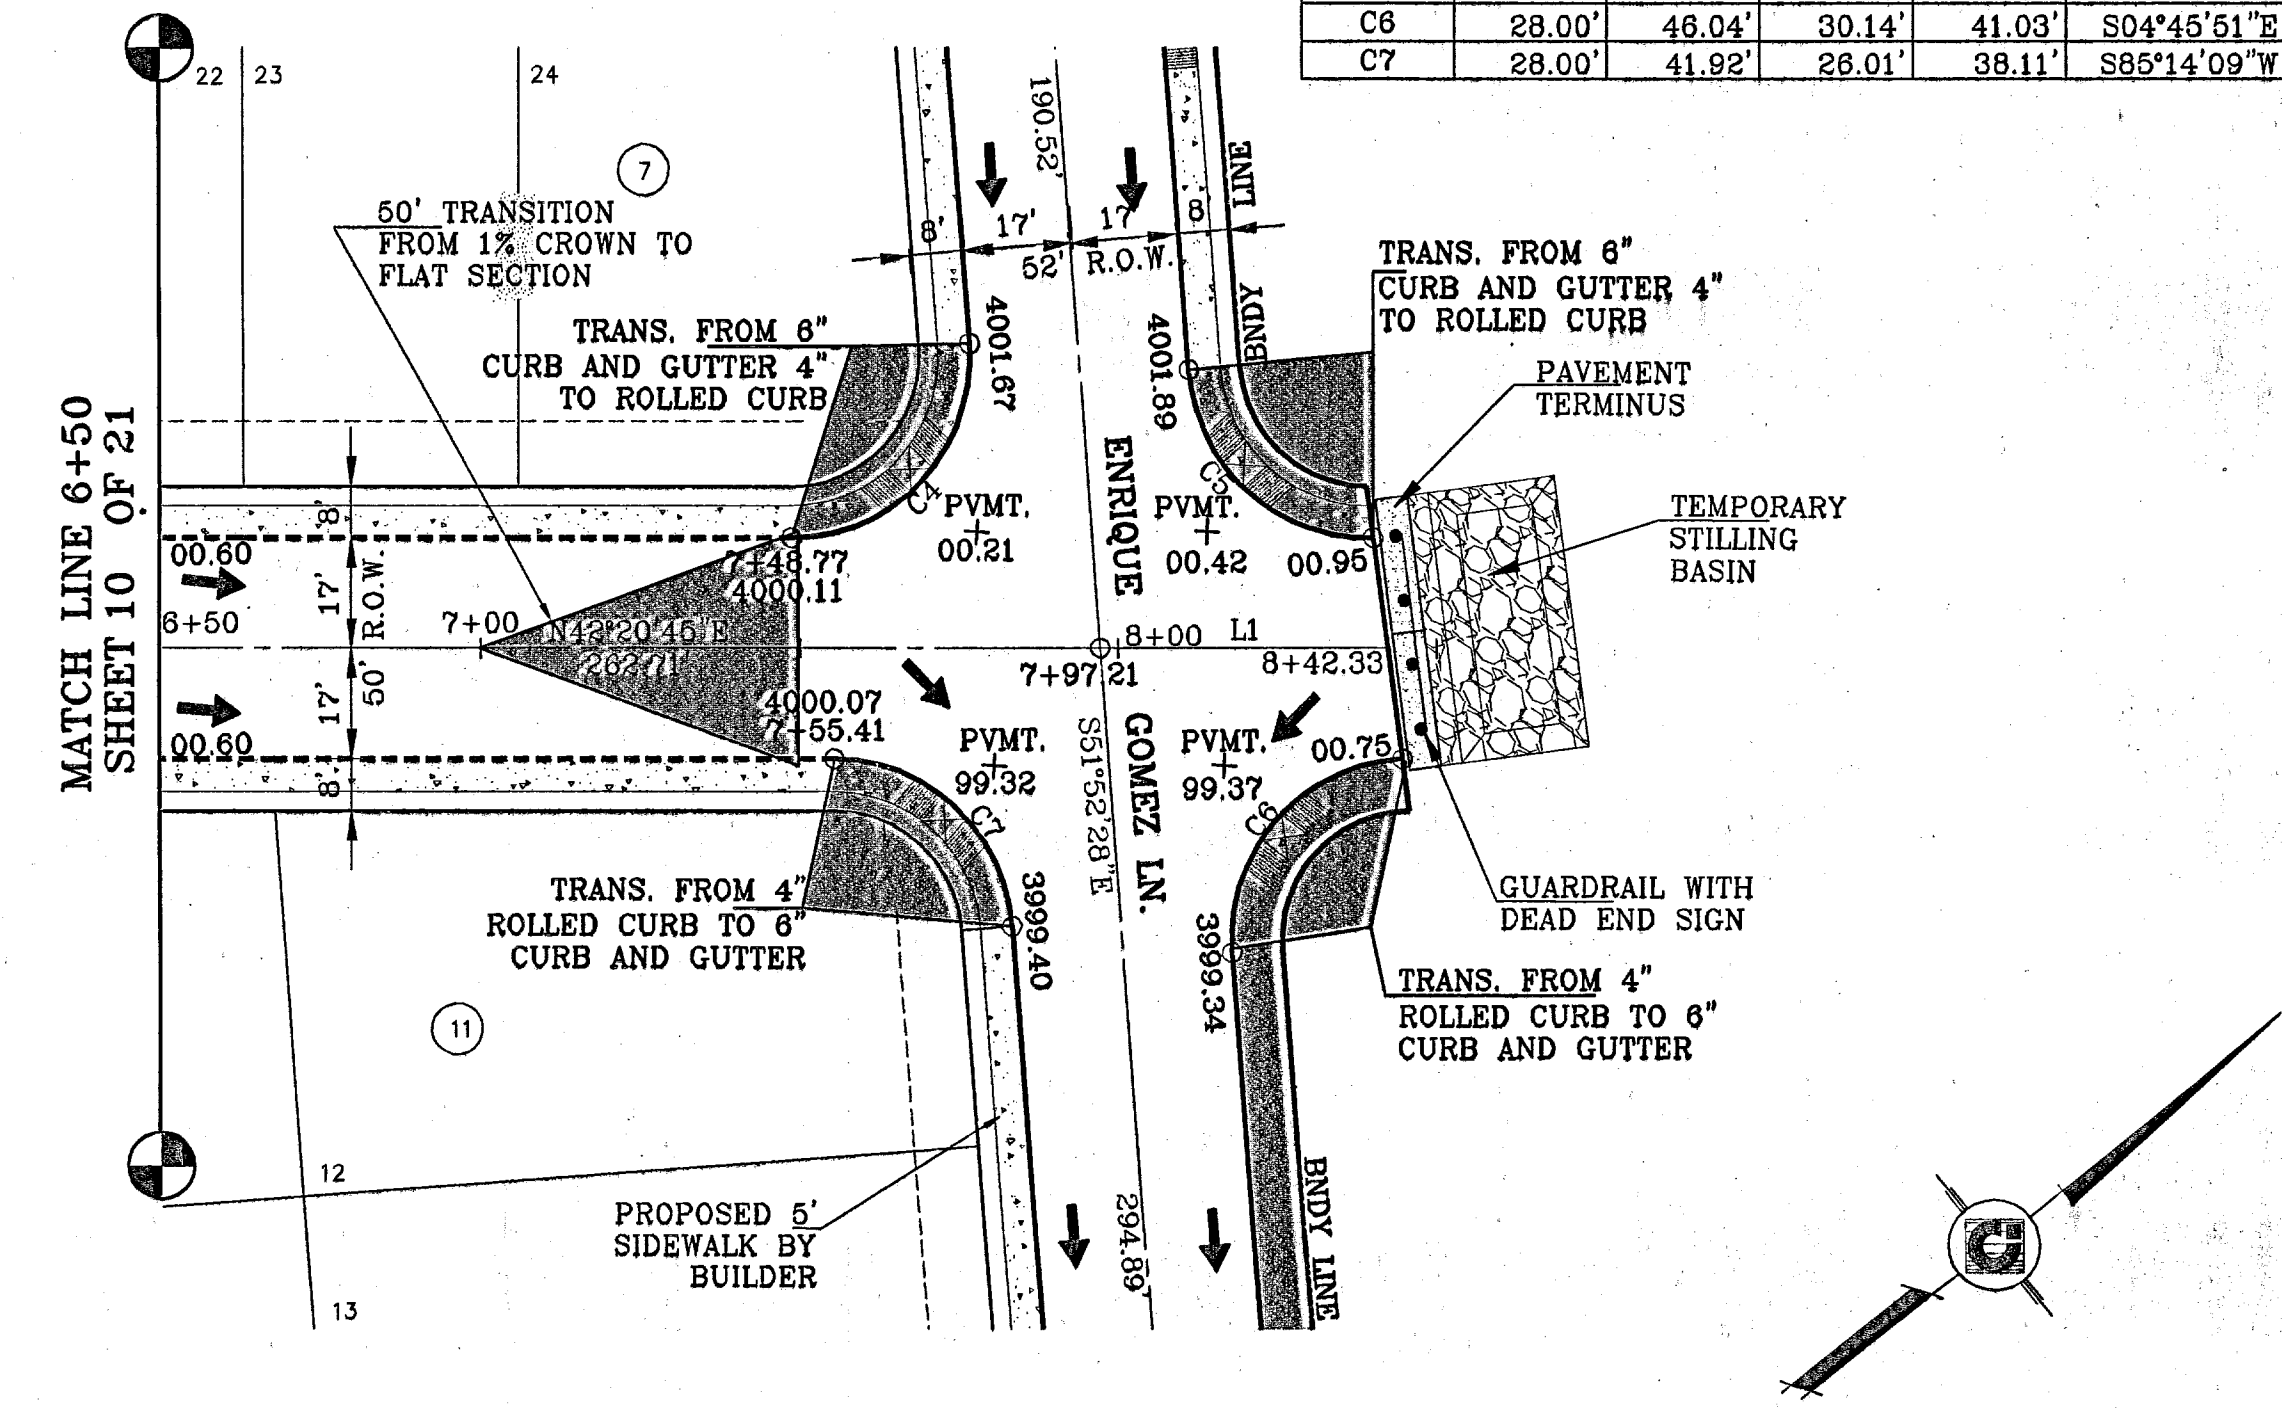 C6 28.00' 46.04' 30.14' 41.03' S04°45'51"E
C7 28.00' 41.92' 26.01' 38.11' S85°14'09"W
22 23
24
7
190.52'
50' TRANSITION
FROM 1% CROWN TO
FLAT SECTION
8' 17' 17' 8
52' R.O.W.
BNDY LINE
TRANS. FROM 6"
CURB AND GUTTER 4"
TO ROLLED CURB
TRANS. FROM 6"
CURB AND GUTTER 4"
TO ROLLED CURB
4001.67
4001.89
PAVEMENT
TERMINUS
MATCH LINE 6+50
SHEET 10 OF 21
C4
C5
PVMT.
00.21
PVMT.
00.42
00.95
TEMPORARY
STILLING
BASIN
8'
17'
R.O.W.
50'
17'
8'
00.60
6+50
00.60
7+48.77
4000.11
7+00
N42°20'45"E
262.71'
ENRIQUE GOMEZ LN.
8+00 L1
7+97.21
8+42.33
4000.07
7+55.41
S51°52'28"E
PVMT.
99.32
PVMT.
99.37
00.75
C7
C6
TRANS. FROM 4"
ROLLED CURB TO 6"
CURB AND GUTTER
3999.40
3999.34
GUARDRAIL WITH
DEAD END SIGN
TRANS. FROM 4"
ROLLED CURB TO 6"
CURB AND GUTTER
11
12
13
PROPOSED 5'
SIDEWALK BY
BUILDER
294.89'
BNDY LINE